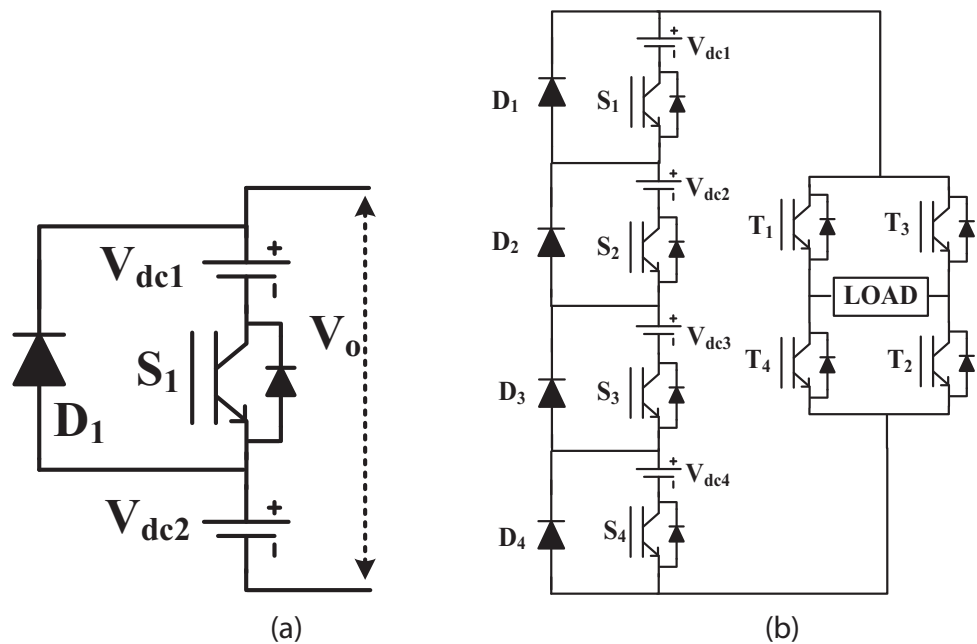 V_dc1
+
-
S_1
D_1
V_dc2
+
-
V_o
(a)
D_1
+
-
V_dc1
S_1
D_2
+
-
V_dc2
S_2
D_3
+
-
V_dc3
S_3
D_4
+
-
V_dc4
S_4
T_1
T_3
LOAD
T_4
T_2
(b)